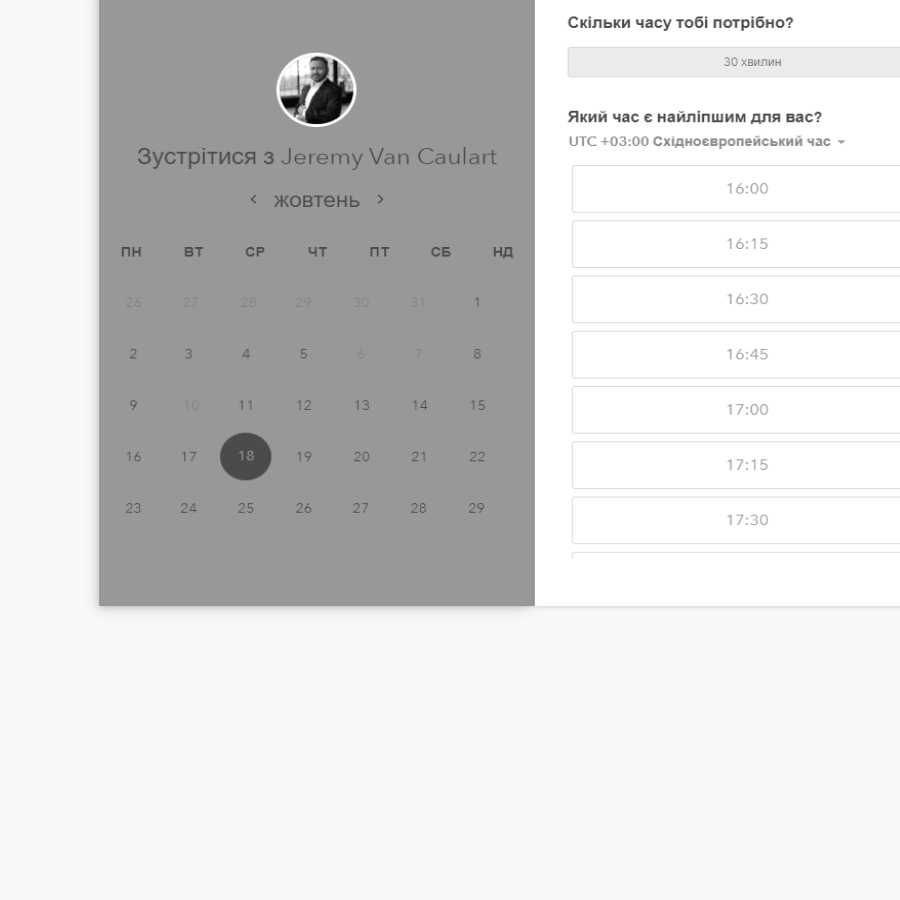 Зустрітися з Jeremy Van Caulart
жовтень
ПН ВТ СР ЧТ ПТ СБ НД
26 27 28 29 30 31 1
2 3 4 5 6 7 8
9 10 11 12 13 14 15
16 17 18 19 20 21 22
23 24 25 26 27 28 29
Скільки часу тобі потрібно?
30 хвилин
Який час є найліпшим для вас?
UTC +03:00 Східноєвропейський час
16:00
16:15
16:30
16:45
17:00
17:15
17:30